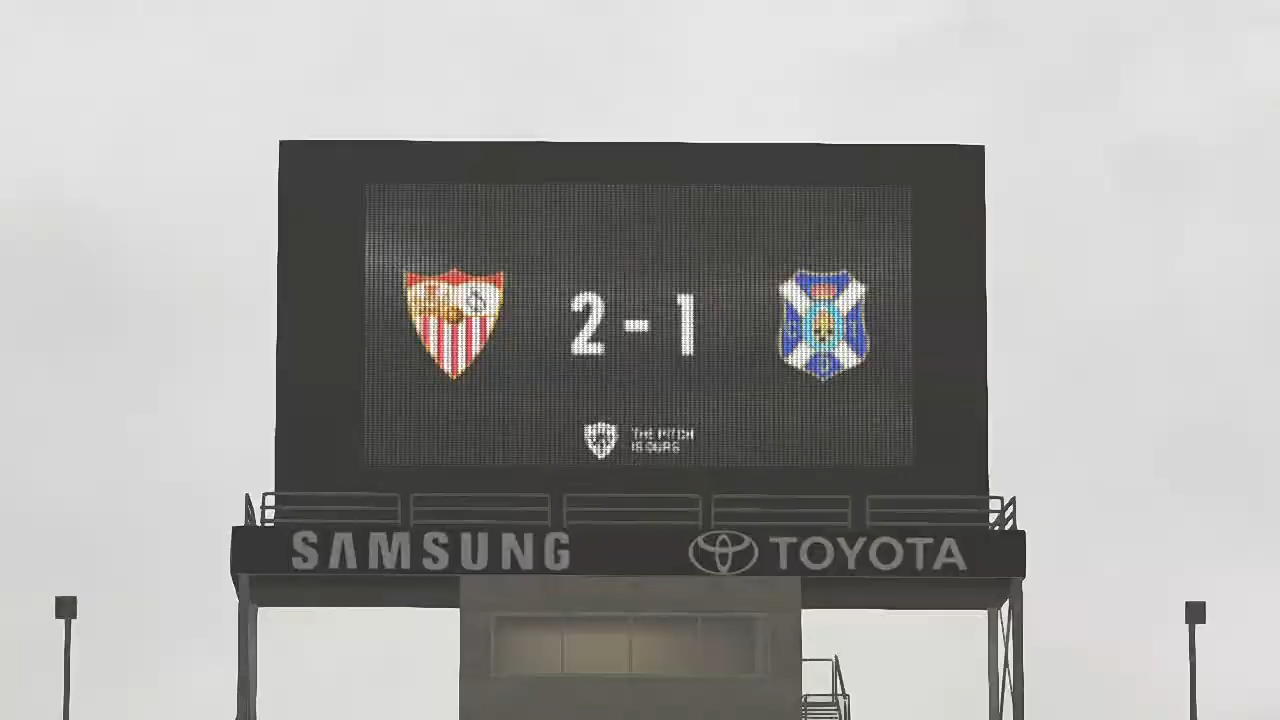 2 - 1
THE PITCH
IS OURS
SAMSUNG
TOYOTA